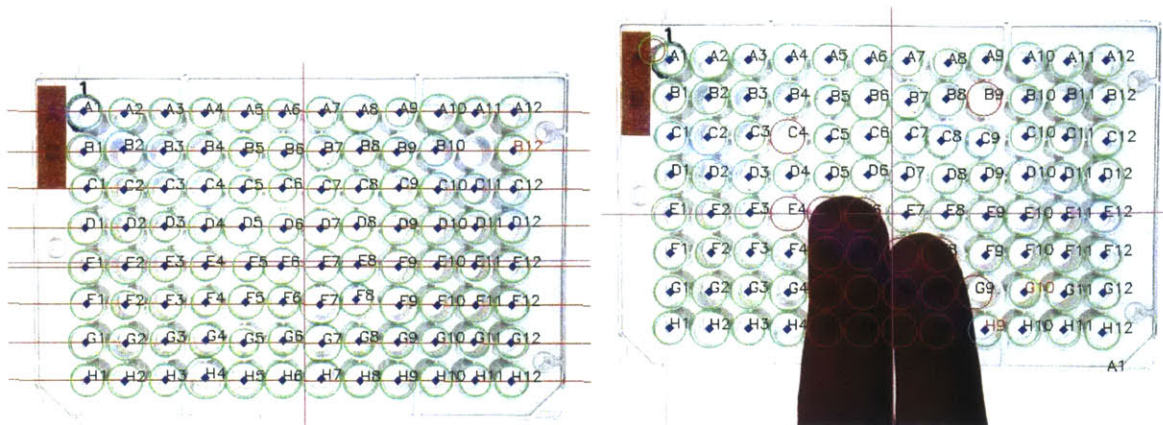 1
A1 A2 A3 A4 A5 A6 A7 A8 A9 A10 A11 A12
B1 B2 B3 B4 B5 B6 B7 B8 B9 B10 B12
C1 C2 C3 C4 C5 C6 C7 C8 C9 C10 C11 C12
D1 D2 D3 D4 D5 D6 D7 D8 D9 D10 D11 D12
E1 E2 E3 E4 E5 E6 E7 E8 E9 E10 E11 E12
F1 F2 F3 F4 F5 F6 F7 F8 F9 F10 F11 F12
G1 G2 G3 G4 G5 G6 G7 G8 G9 G10 G11 G12
H1 H2 H3 H4 H5 H6 H7 H8 H9 H10 H11 H12
1
A A2 A3 A4 A5 A6 A7 A8 A9 A10 A11 A12
B1 B2 B3 B4 B5 B6 B7 B8 B9 B10 B11 B12
C1 C2 C3 C4 C5 C6 C7 C8 C9 C10 C11 C12
D1 D2 D3 D4 D5 D6 D7 D8 D9 D10 D11 D12
E1 E2 E3 E4 E7 E8 E9 E10 E11 E12
F1 F2 F3 F4 F9 F10 F11 F12
G1 G2 G3 G4 G9 G10 G11 G12
H1 H2 H3 H4 H9 H10 H11 H12
A1